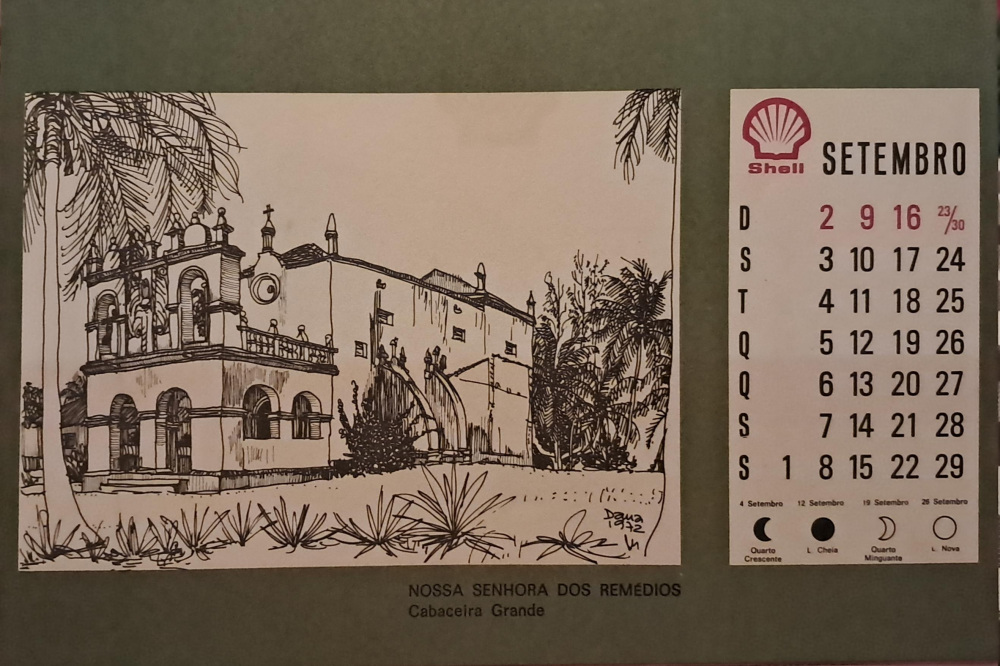 Shell
SETEMBRO
D 2 9 16 23/30
S 3 10 17 24
T 4 11 18 25
Q 5 12 19 26
Q 6 13 20 27
S 7 14 21 28
S 1 8 15 22 29
4 Setembro 12 Setembro 19 Setembro 26 Setembro
Quarto Crescente
L. Cheia
Quarto Minguante
L. Nova
Dana
1972
NOSSA SENHORA DOS REMÉDIOS
Cabaceira Grande